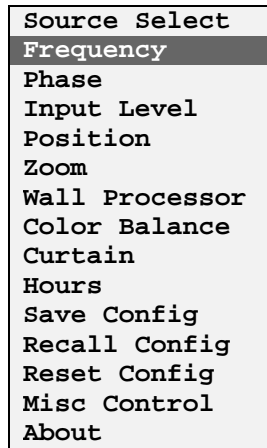 Source Select
Frequency
Phase
Input Level
Position
Zoom
Wall Processor
Color Balance
Curtain
Hours
Save Config
Recall Config
Reset Config
Misc Control
About